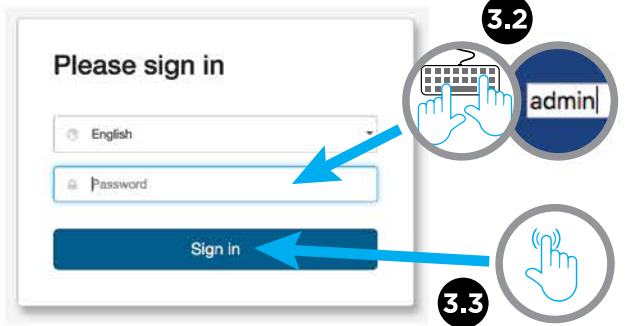 3.2
Please sign in
admin
English
Password
Sign in
3.3